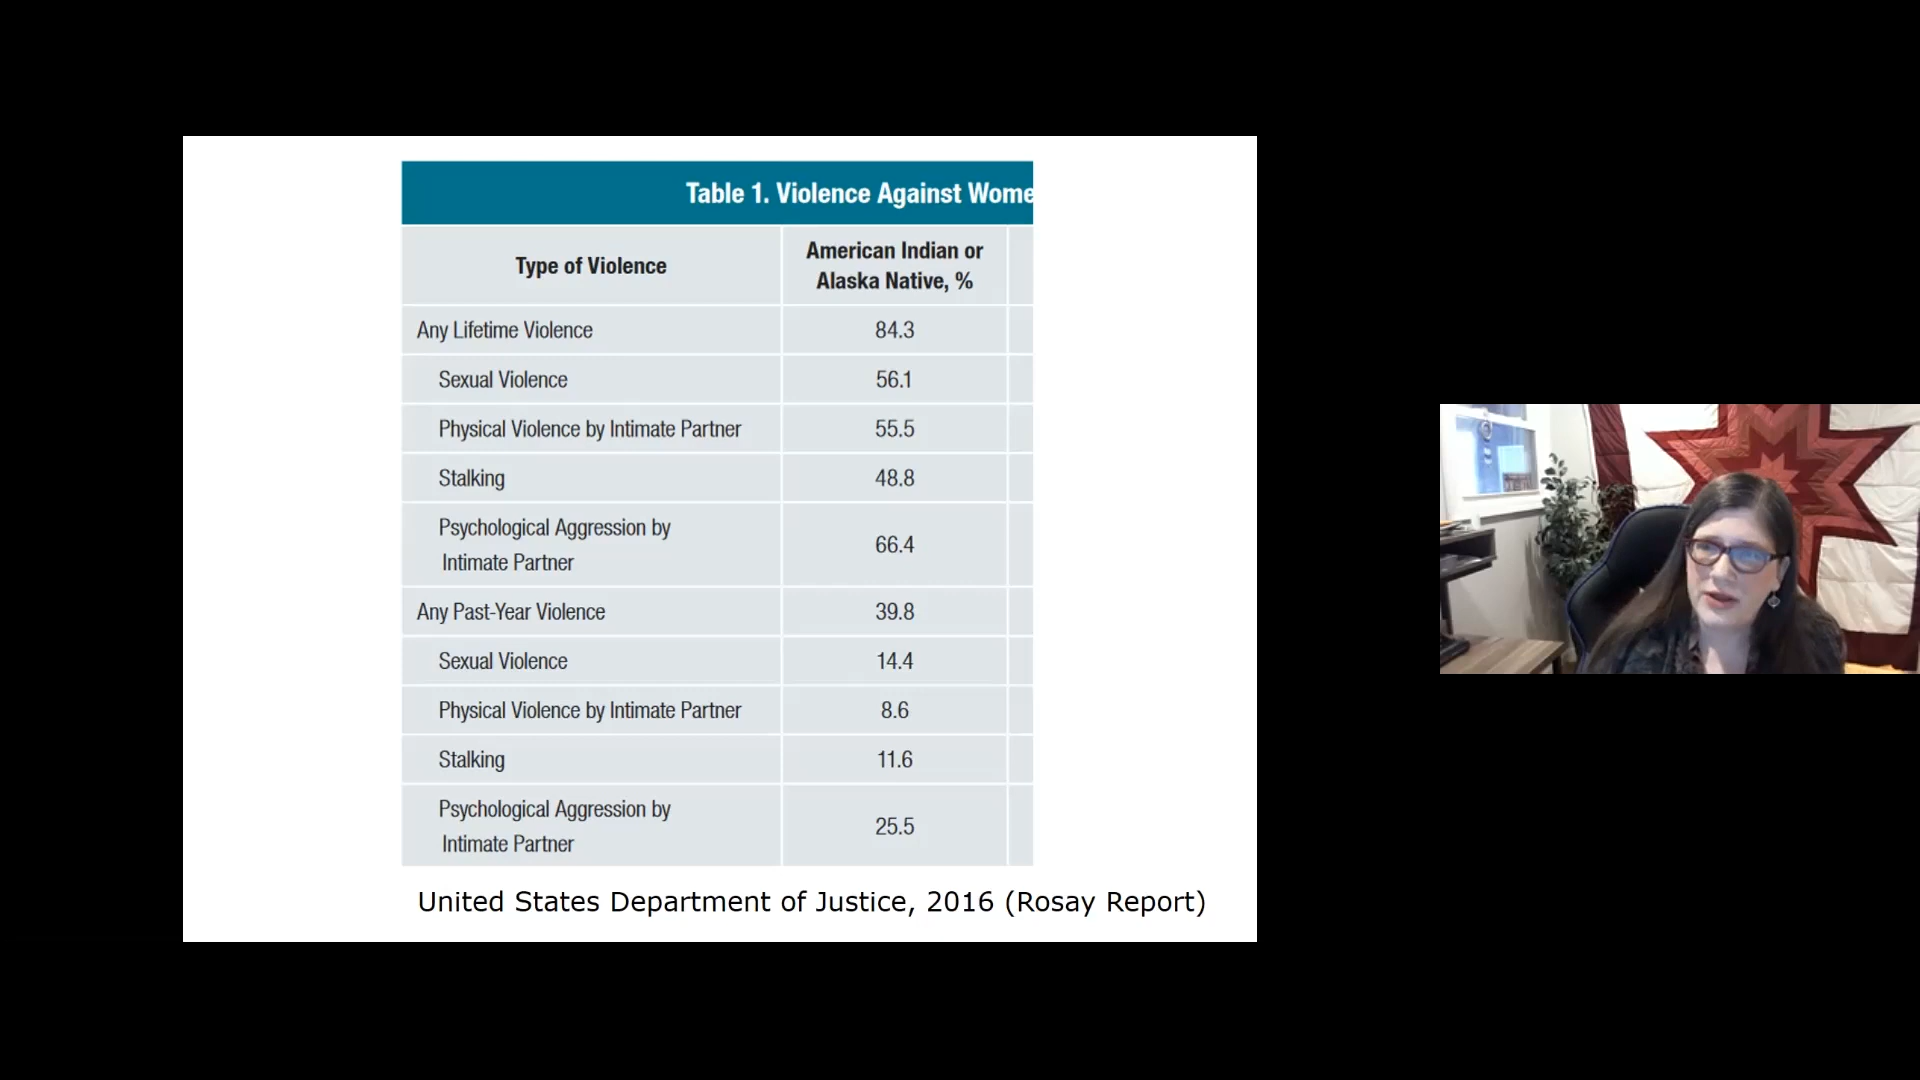 Table 1. Violence Against Wome
Type of Violence
American Indian or
Alaska Native, %
Any Lifetime Violence
84.3
Sexual Violence
56.1
Physical Violence by Intimate Partner
55.5
Stalking
48.8
Psychological Aggression by
Intimate Partner
66.4
Any Past-Year Violence
39.8
Sexual Violence
14.4
Physical Violence by Intimate Partner
8.6
Stalking
11.6
Psychological Aggression by
Intimate Partner
25.5
United States Department of Justice, 2016 (Rosay Report)